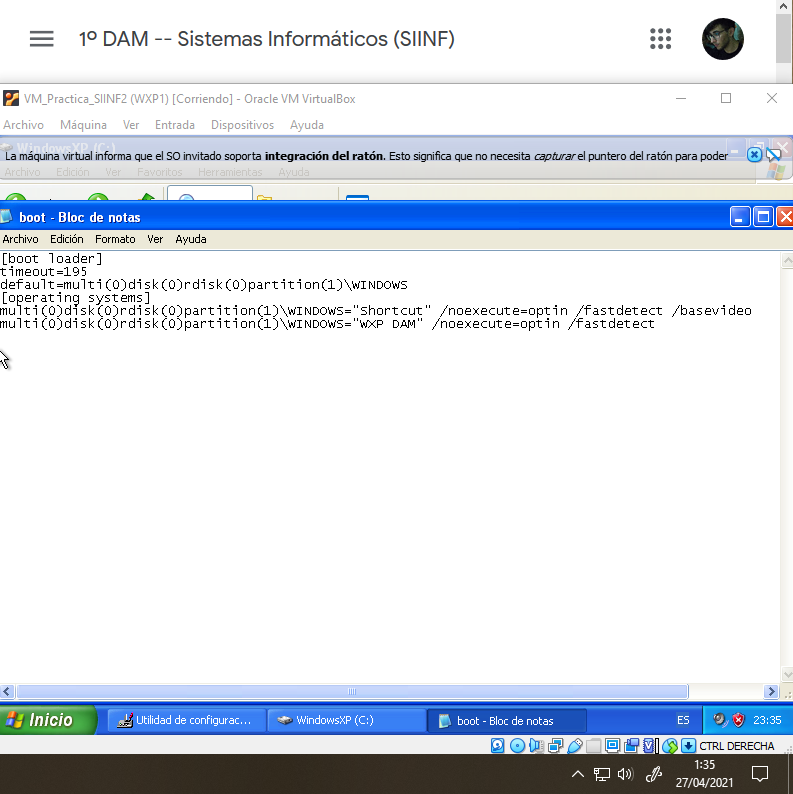 1º DAM -- Sistemas Informáticos (SIINF)
VM_Practica_SIINF2 (WXP1) [Corriendo] - Oracle VM VirtualBox
Archivo Máquina Ver Entrada Dispositivos Ayuda
WindowsXP (C:)
La máquina virtual informa que el SO invitado soporta integración del ratón. Esto significa que no necesita capturar el puntero del ratón para poder
Archivo Edición Ver Favoritos Herramientas Ayuda
boot - Bloc de notas
Archivo Edición Formato Ver Ayuda
[boot loader]
timeout=195
default=multi(0)disk(0)rdisk(0)partition(1)\WINDOWS
[operating systems]
multi(0)disk(0)rdisk(0)partition(1)\WINDOWS="Shortcut" /noexecute=optin /fastdetect /basevideo
multi(0)disk(0)rdisk(0)partition(1)\WINDOWS="WXP DAM" /noexecute=optin /fastdetect
Inicio Utilidad de configurac... WindowsXP (C:) boot - Bloc de notas ES 23:35
CTRL DERECHA
1:35
27/04/2021